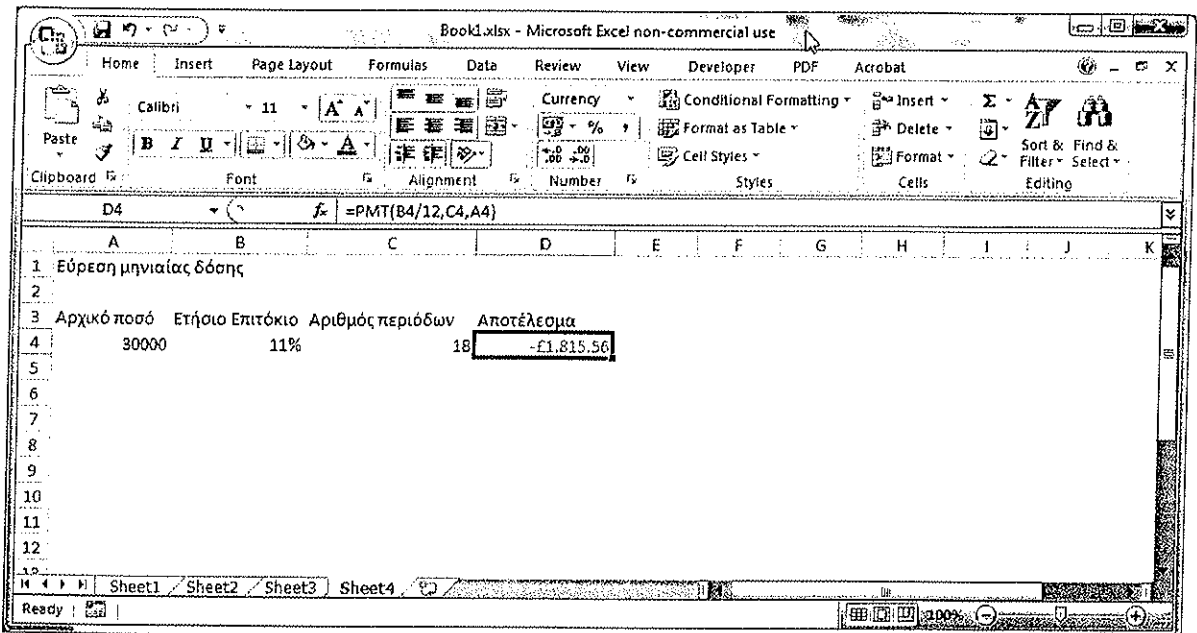 Book1.xlsx - Microsoft Excel non-commercial use
Home Insert Page Layout Formulas Data Review View Developer PDF Acrobat
Calibri 11 A A Currency Conditional Formatting Insert Σ
Paste B I U A % , Format as Table Delete Sort & Find &
.00 .0 .00 Cell Styles Format Filter Select
Clipboard Font Alignment Number Styles Cells Editing
D4 fx =PMT(B4/12,C4,A4)
A B C D E F G H I J K
1 Εύρεση μηνιαίας δόσης
2
3 Αρχικό ποσό Ετήσιο Επιτόκιο Αριθμός περιόδων Αποτέλεσμα
4 30000 11% 18 -£1,815.56
5
6
7
8
9
10
11
12
Sheet1 Sheet2 Sheet3 Sheet4
Ready 100%